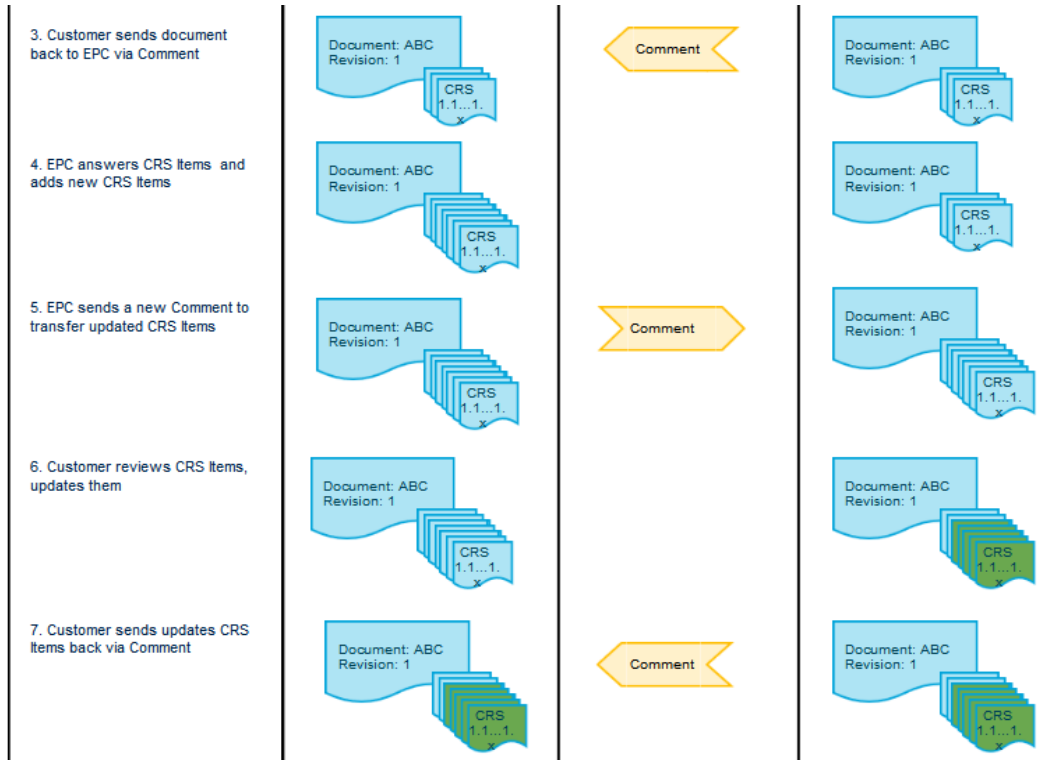 3. Customer sends document
back to EPC via Comment
Document: ABC
Revision: 1
CRS
1.1...1.
x
Comment
Document: ABC
Revision: 1
CRS
1.1...1.
x
4. EPC answers CRS Items and
adds new CRS Items
Document: ABC
Revision: 1
CRS
1.1...1.
x
Document: ABC
Revision: 1
CRS
1.1...1.
x
5. EPC sends a new Comment to
transfer updated CRS Items
Document: ABC
Revision: 1
CRS
1.1...1.
x
Comment
Document: ABC
Revision: 1
CRS
1.1...1.
x
6. Customer reviews CRS Items,
updates them
Document: ABC
Revision: 1
CRS
1.1...1.
x
Document: ABC
Revision: 1
CRS
1.1...1.
x
7. Customer sends updates CRS
Items back via Comment
Document: ABC
Revision: 1
CRS
1.1...1.
x
Comment
Document: ABC
Revision: 1
CRS
1.1...1.
x